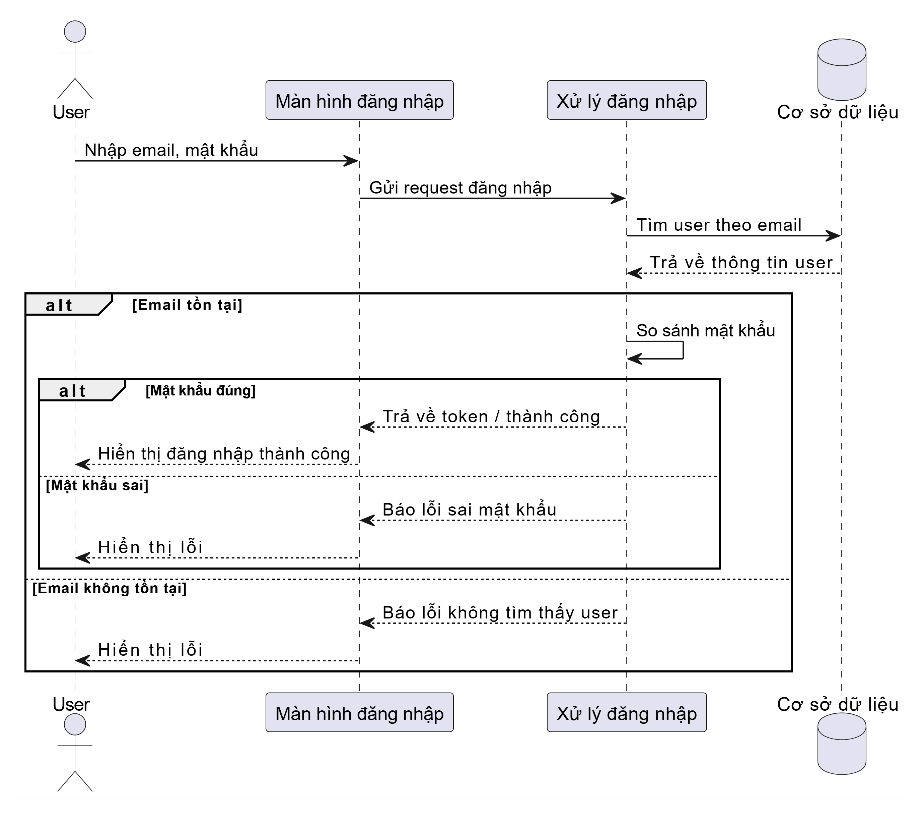 User
Màn hình đăng nhập
Xử lý đăng nhập
Cơ sở dữ liệu
Nhập email, mật khẩu
Gửi request đăng nhập
Tìm user theo email
Trả về thông tin user
alt [Email tồn tại]
So sánh mật khẩu
alt [Mật khẩu đúng]
Trả về token / thành công
Hiển thị đăng nhập thành công
[Mật khẩu sai]
Báo lỗi sai mật khẩu
Hiển thị lỗi
[Email không tồn tại]
Báo lỗi không tìm thấy user
Hiển thị lỗi
User
Màn hình đăng nhập
Xử lý đăng nhập
Cơ sở dữ liệu